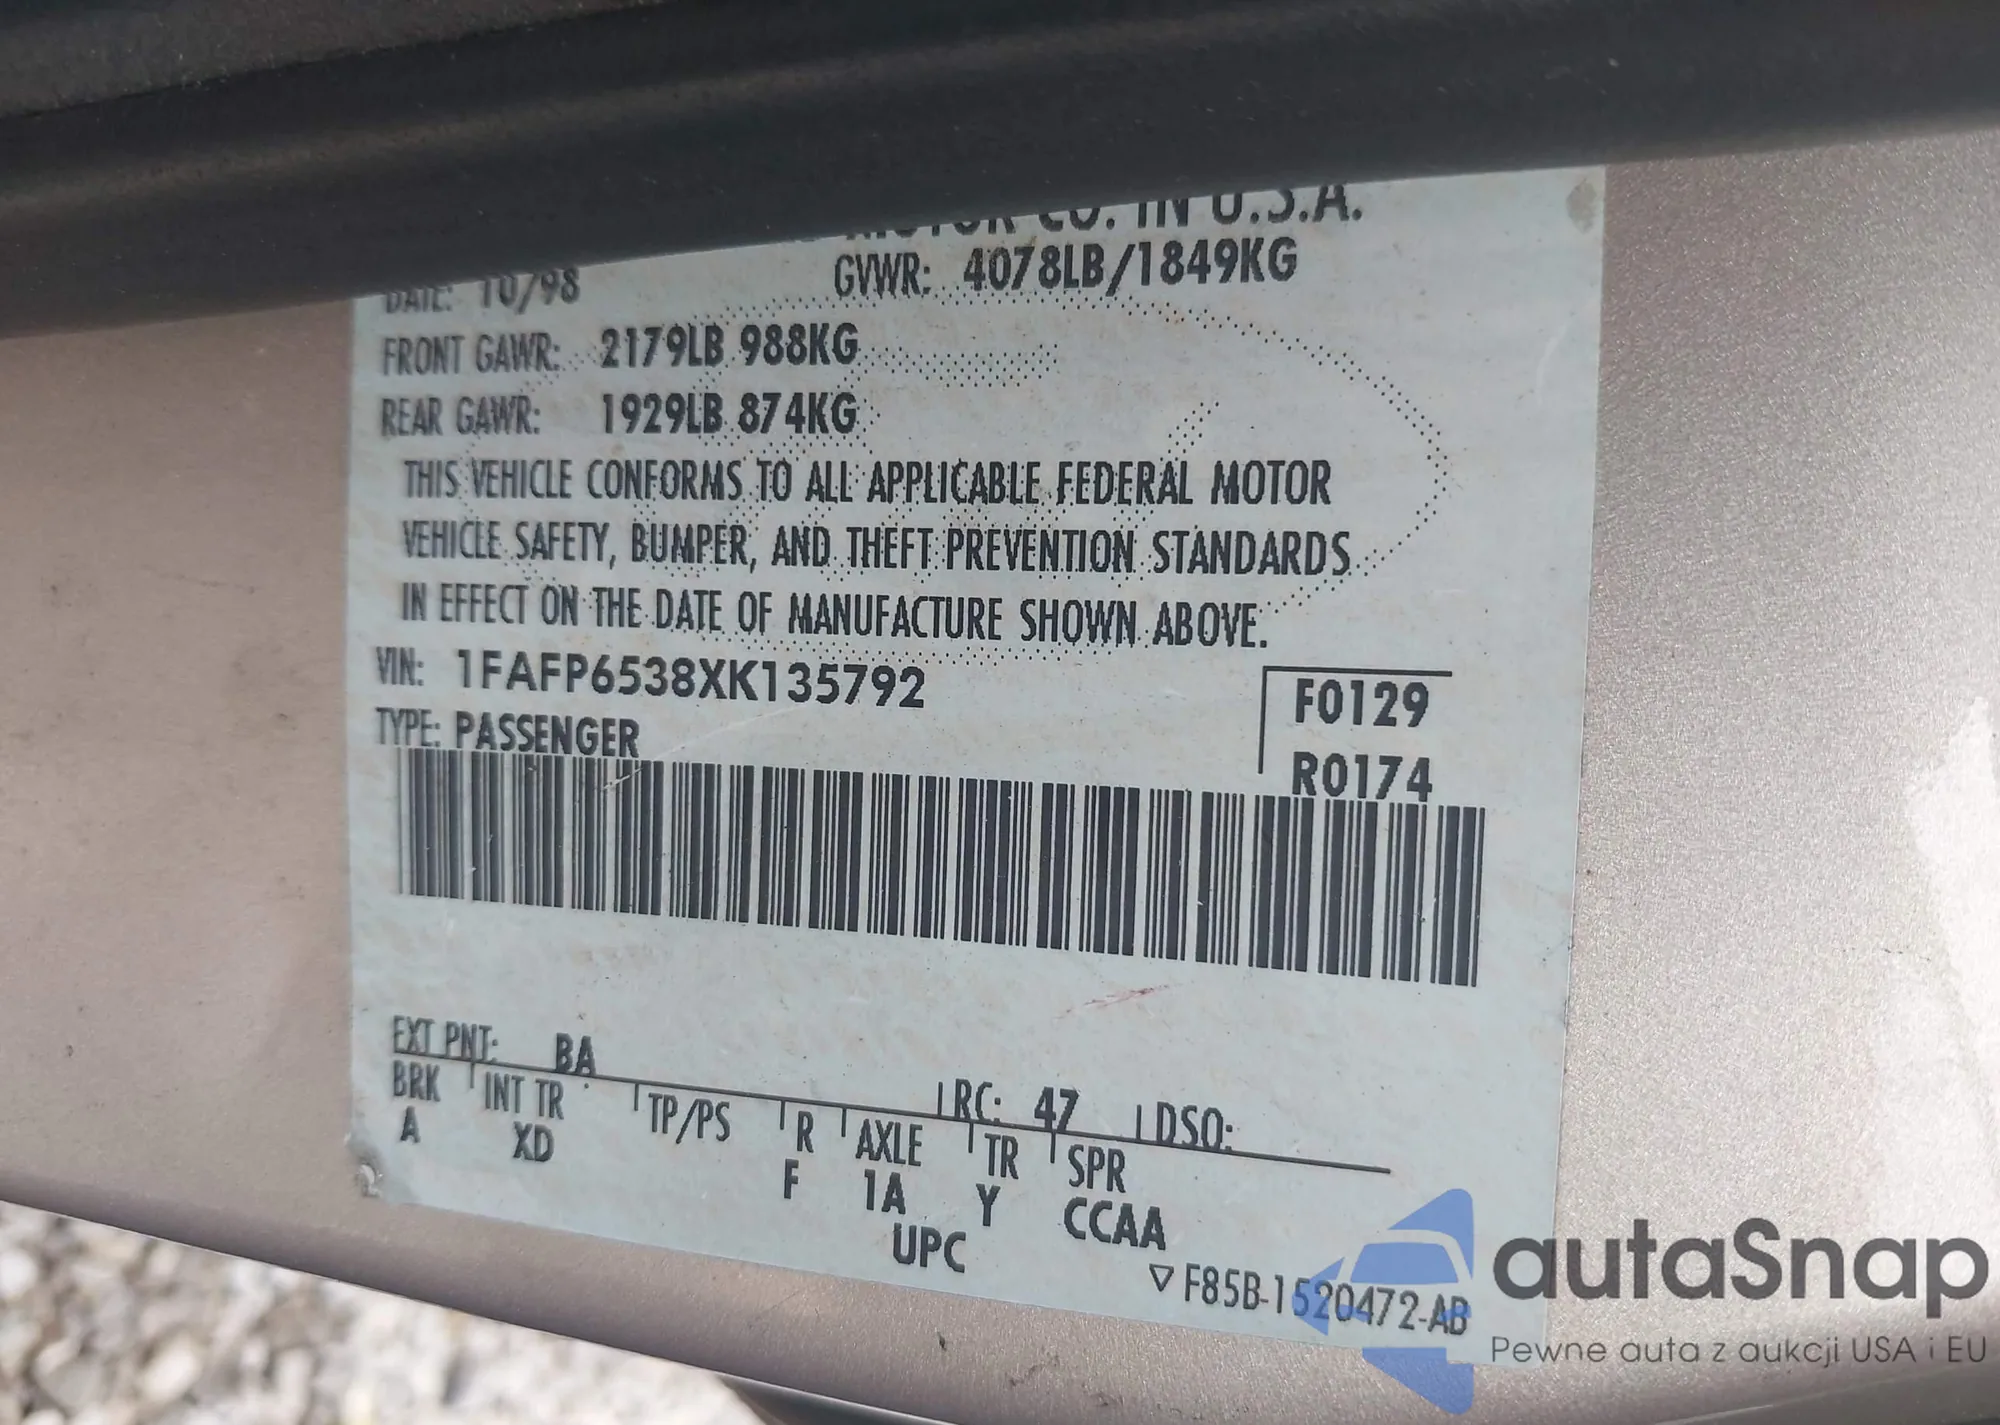 MOTOR CO. IN U.S.A.
DATE: 10/98 GVWR: 4078LB/1849KG
FRONT GAWR: 2179LB 988KG
REAR GAWR: 1929LB 874KG
THIS VEHICLE CONFORMS TO ALL APPLICABLE FEDERAL MOTOR
VEHICLE SAFETY, BUMPER, AND THEFT PREVENTION STANDARDS
IN EFFECT ON THE DATE OF MANUFACTURE SHOWN ABOVE.
VIN: 1FAFP6538XK135792
TYPE: PASSENGER
F0129
R0174
EXT PNT: BA RC: 47 DSO:
BRK INT TR TP/PS R AXLE TR SPR
A XD F 1A Y CCAA
UPC
▽ F85B-1520472-AB
autaSnap
Pewne auta z aukcji USA i EU